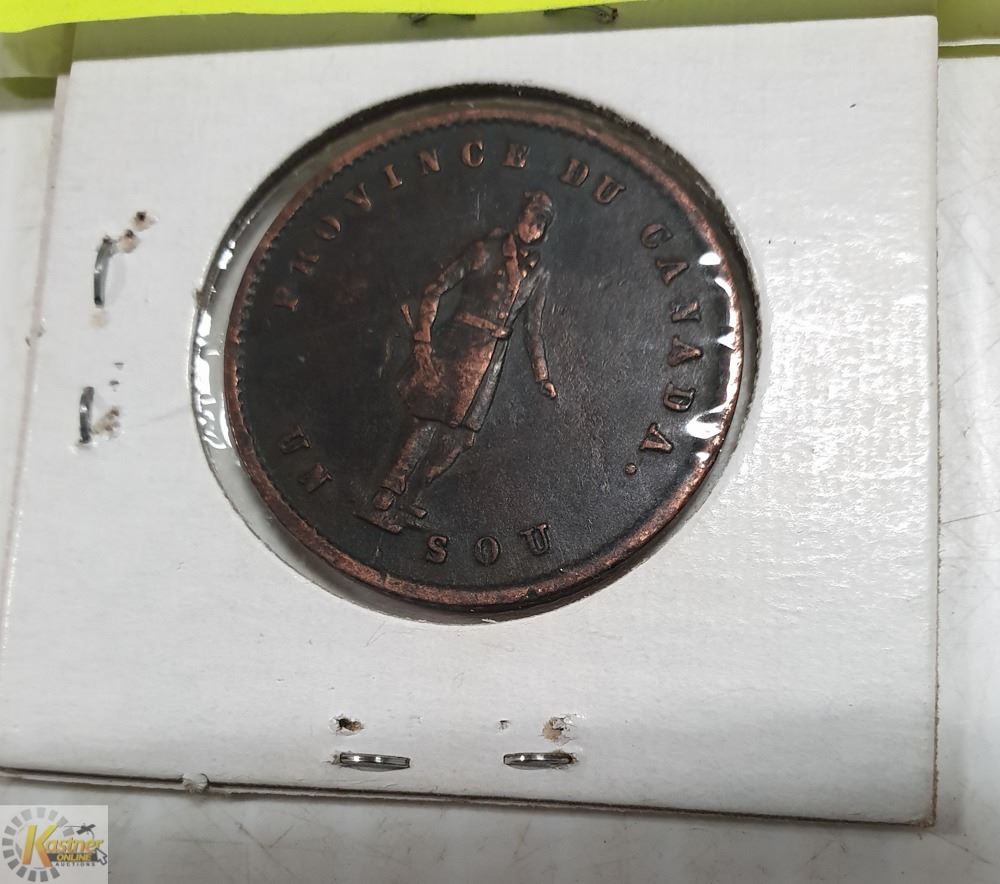 PROVINCE DU CANADA.
UN SOU
Kastner
ONLINE
AUCTIONS